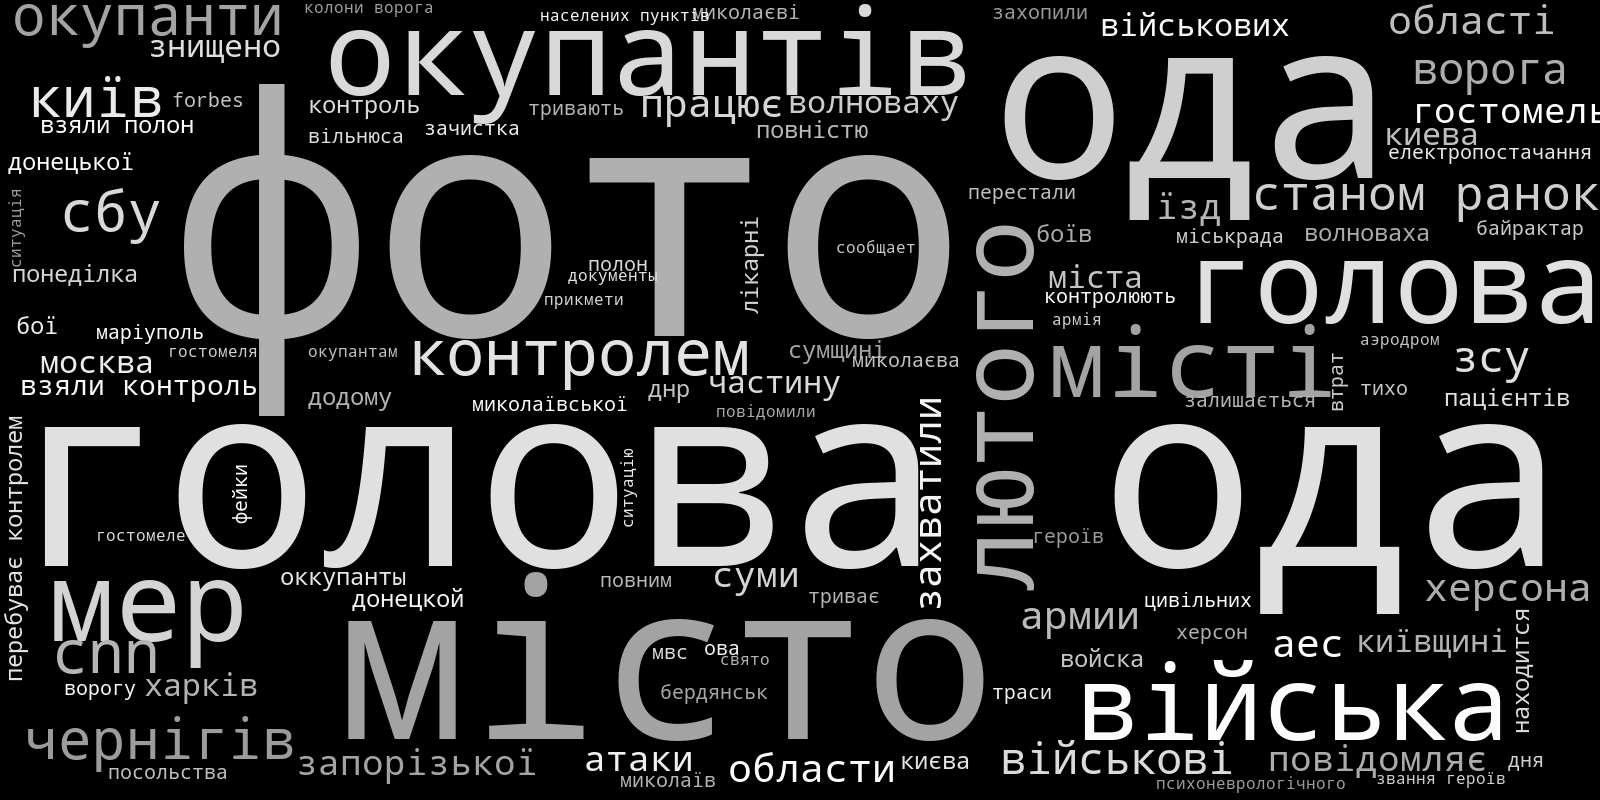 колони ворога
окупанти
населених пунктів
миколаєві
захопили
військових
області
знищено
окупантів
ода
ворога
київ
forbes
контроль
тривають
працює
волноваху
гостомель
взяли полон
вільнюса
зачистка
повністю
киева
електропостачання
донецької
фото
перестали
їзд
станом ранок
сбу
ситуація
лікарні
сообщает
лютого
боїв
міськрада
волноваха
байрактар
понеділка
полон
документы
прикмети
міста
контролюють
голова
армія
бої
маріуполь
москва
гостомеля
окупантам
контролем
сумщині
миколаєва
місті
втрат
аэродром
зсу
взяли контроль
додому
миколаївської
днр
частину
повідомили
залишається
тихо
пацієнтів
перебуває контролем
голова
фейки
ситуацію
захватили
ода
гостомеле
героїв
мер
оккупанты
донецкой
повним
суми
триває
армии
цивільних
херсона
cnn
місто
мвс
ова
свято
бердянськ
войска
херсон
аес
київщині
находится
ворогу
харків
траси
війська
чернігів
посольства
запорізької
атаки
миколаїв
области
києва
військові
повідомляє
дня
психоневрологічного
звання героїв